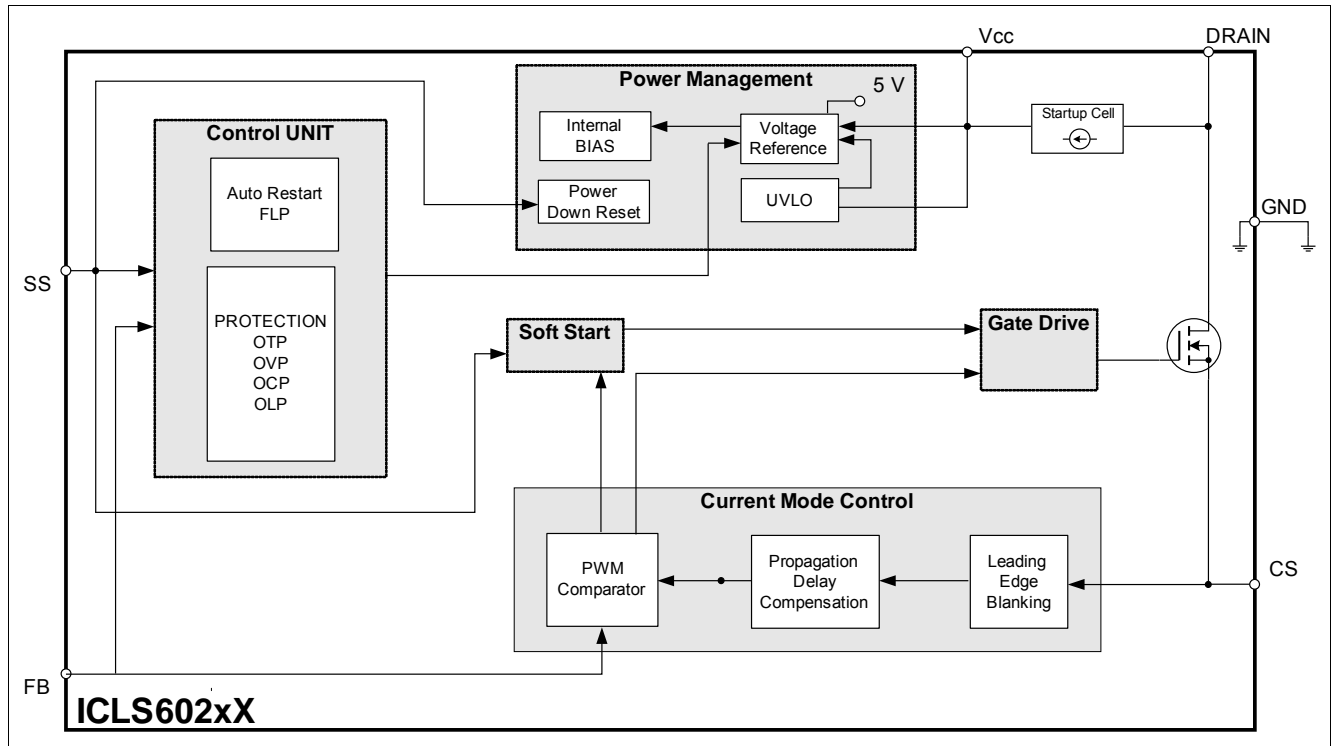 Vcc
DRAIN
Power Management
5 V
Control UNIT
Internal
BIAS
Voltage
Reference
Startup Cell
Auto Restart
FLP
Power
Down Reset
UVLO
GND
SS
PROTECTION
OTP
OVP
OCP
OLP
Soft Start
Gate Drive
Current Mode Control
PWM
Comparator
Propagation
Delay
Compensation
Leading
Edge
Blanking
CS
FB
ICLS602xX